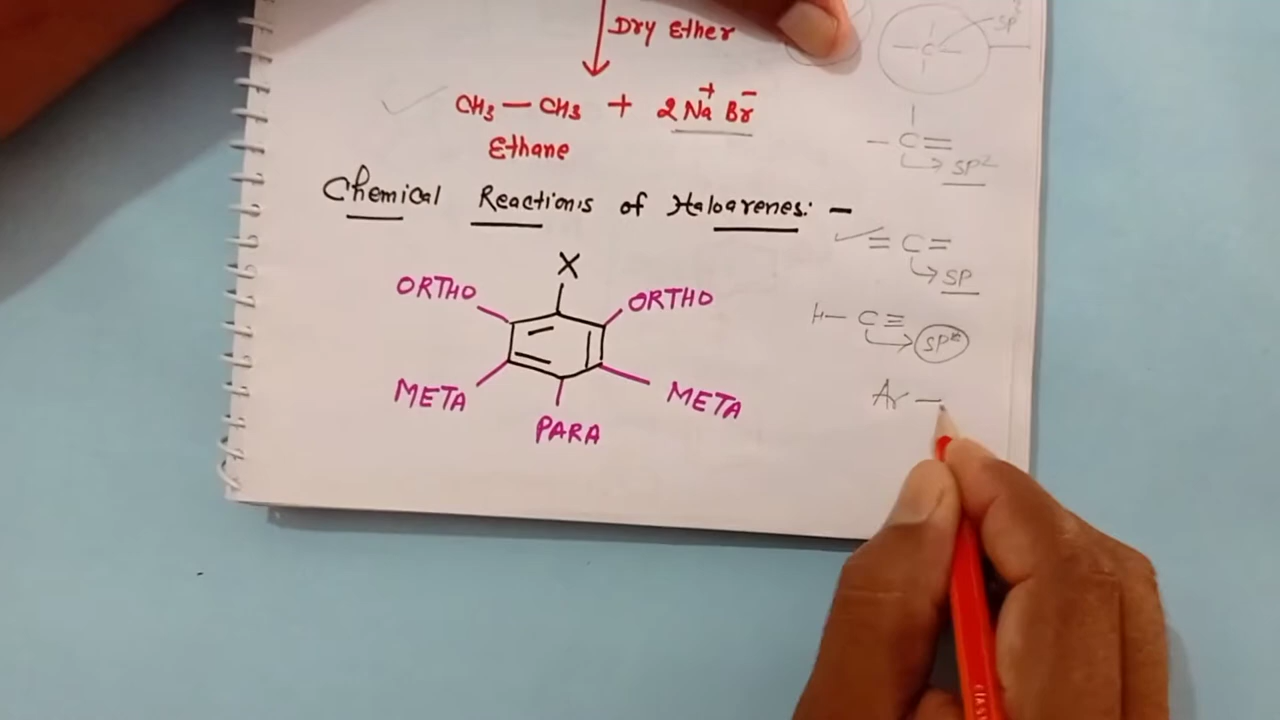 Dry Ether
CH3 — CH3 + 2 Na+ Br−
Ethane
Chemical Reactions of Haloarenes: —
X
ORTHO
ORTHO
META
META
PARA
— C — SP3
— C =
SP2
= C =
SP
H — C ≡
Ar —